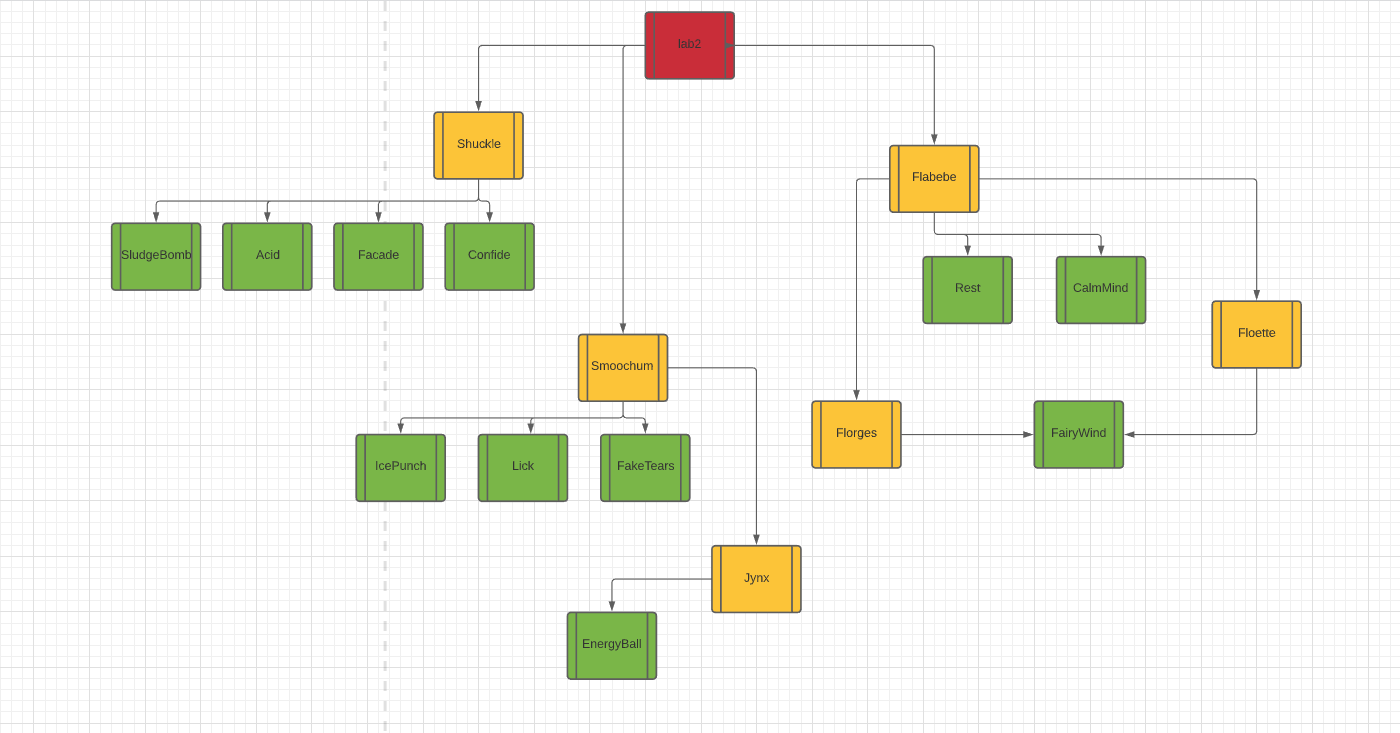 lab2
Shuckle
Flabebe
SludgeBomb
Acid
Facade
Confide
Rest
CalmMind
Floette
Smoochum
Florges
FairyWind
IcePunch
Lick
FakeTears
Jynx
EnergyBall